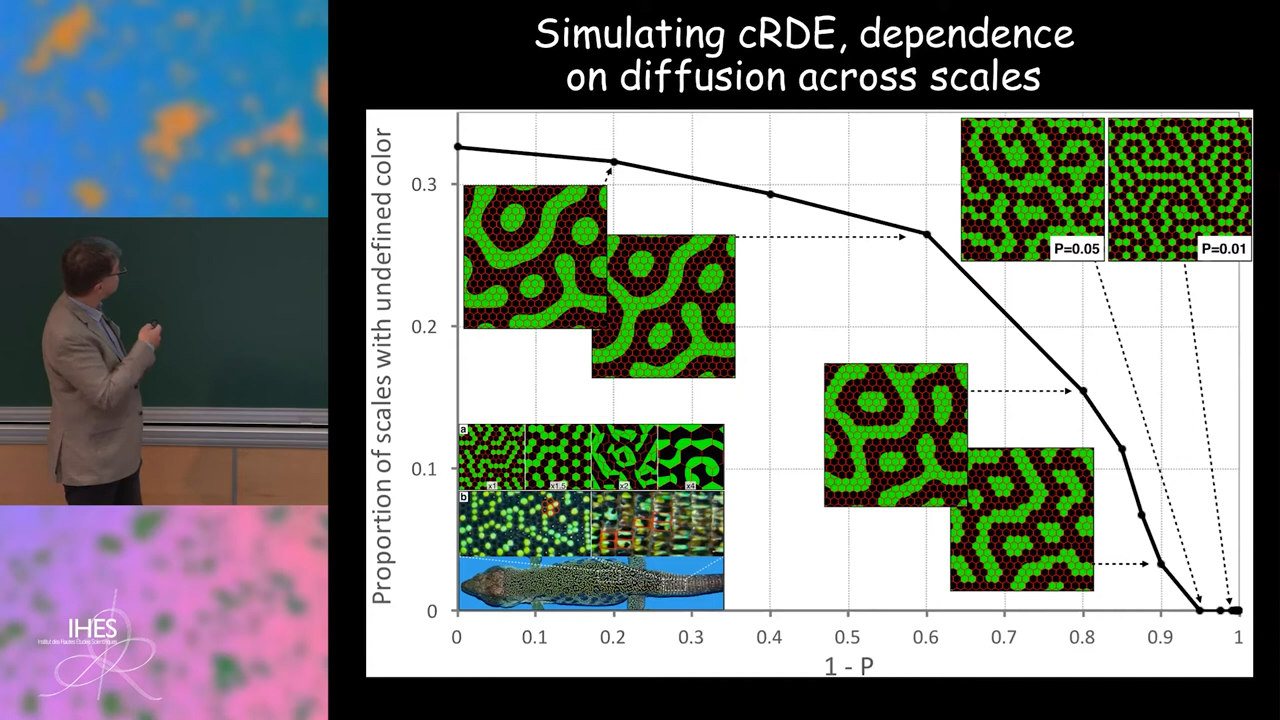 Simulating cRDE, dependence
on diffusion across scales
Proportion of scales with undefined color
0.3
0.2
0.1
0
0
0.1
0.2
0.3
0.4
0.5
0.6
0.7
0.8
0.9
1
1 - P
P=0.05
P=0.01
a
x1
x1.5
x2
x4
b
IHES
Institut des Hautes Études Scientifiques